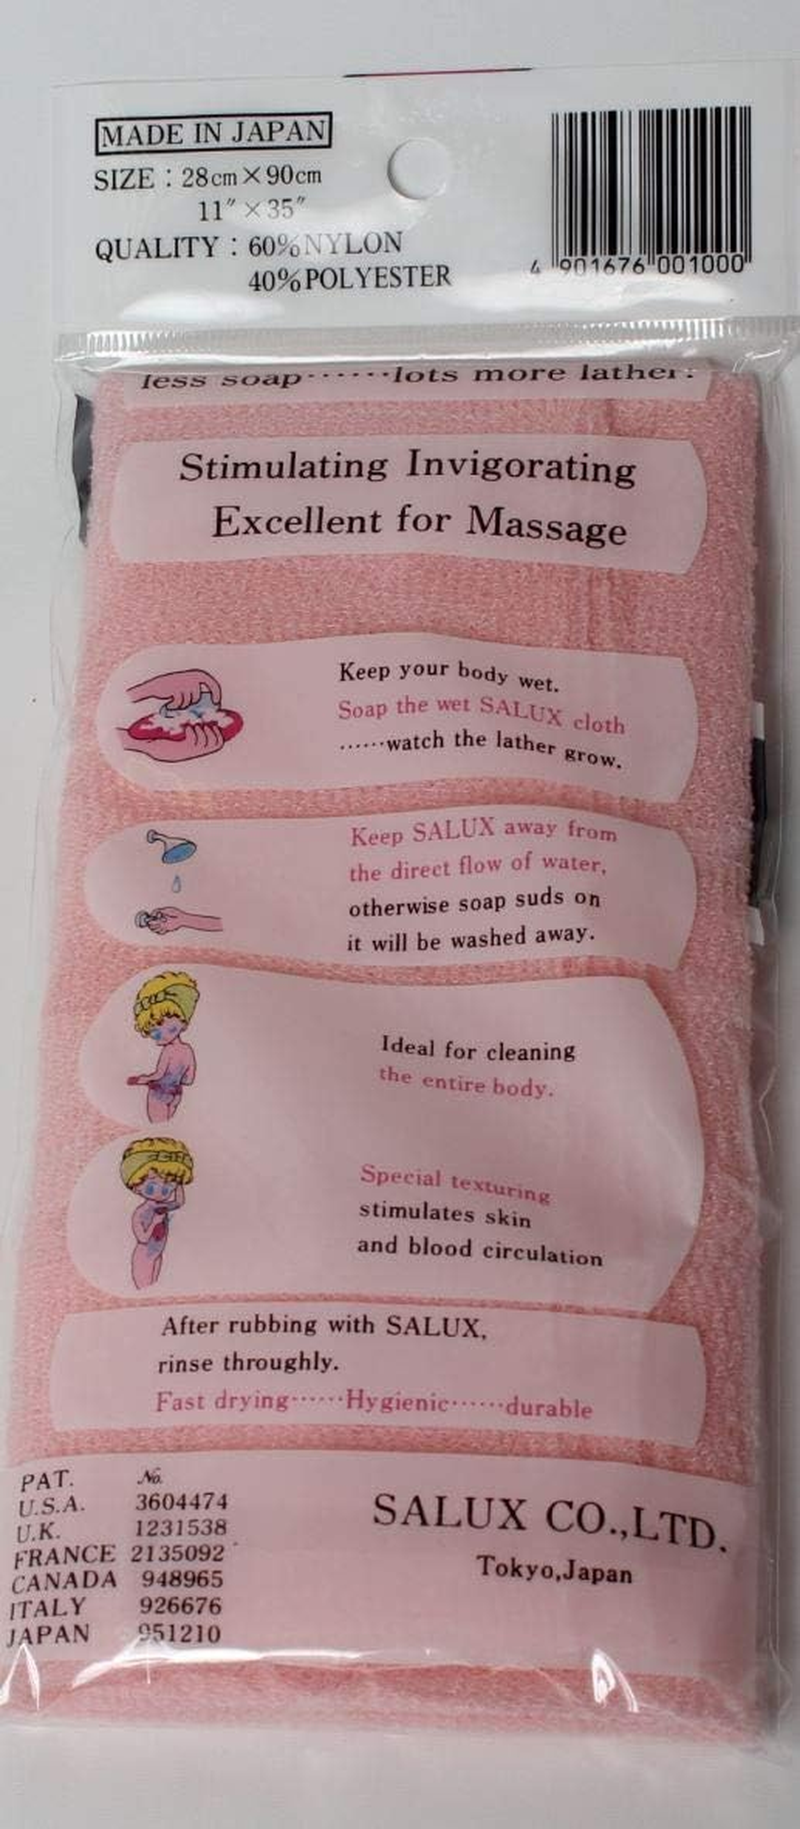 MADE IN JAPAN
SIZE : 28cm×90cm
11″×35″
QUALITY : 60%NYLON
40%POLYESTER
4 901676 001000
less soap······lots more lather.
Stimulating Invigorating
Excellent for Massage
Keep your body wet.
Soap the wet SALUX cloth
······watch the lather grow.
Keep SALUX away from
the direct flow of water,
otherwise soap suds on
it will be washed away.
Ideal for cleaning
the entire body.
Special texturing
stimulates skin
and blood circulation
After rubbing with SALUX,
rinse throughly.
Fast drying······Hygienic······durable
PAT. No.
U.S.A. 3604474
U.K. 1231538
FRANCE 2135092
CANADA 948965
ITALY 926676
JAPAN 951210
SALUX CO.,LTD.
Tokyo,Japan